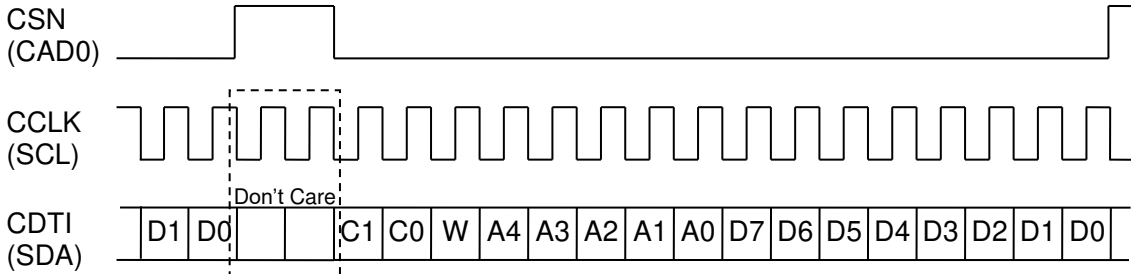 CSN
(CAD0)
CCLK
(SCL)
Don't Care
CDTI
(SDA)
D1 D0 C1 C0 W A4 A3 A2 A1 A0 D7 D6 D5 D4 D3 D2 D1 D0